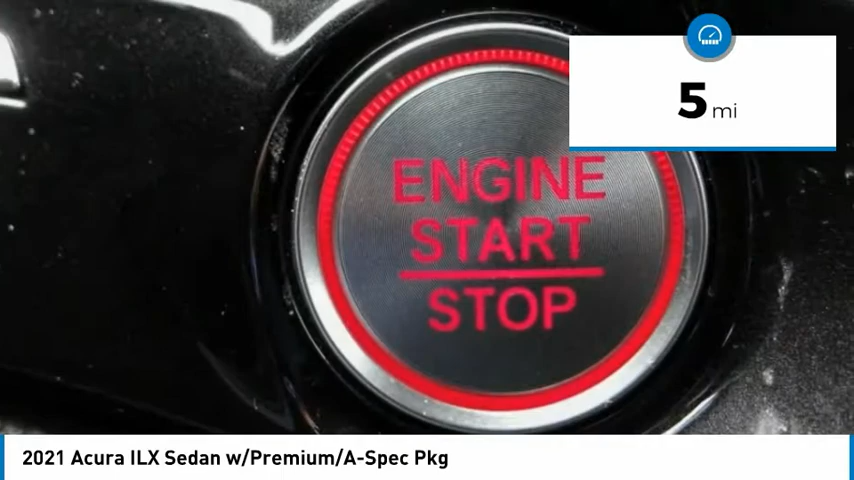 5 mi
ENGINE
START
STOP
2021 Acura ILX Sedan w/Premium/A-Spec Pkg